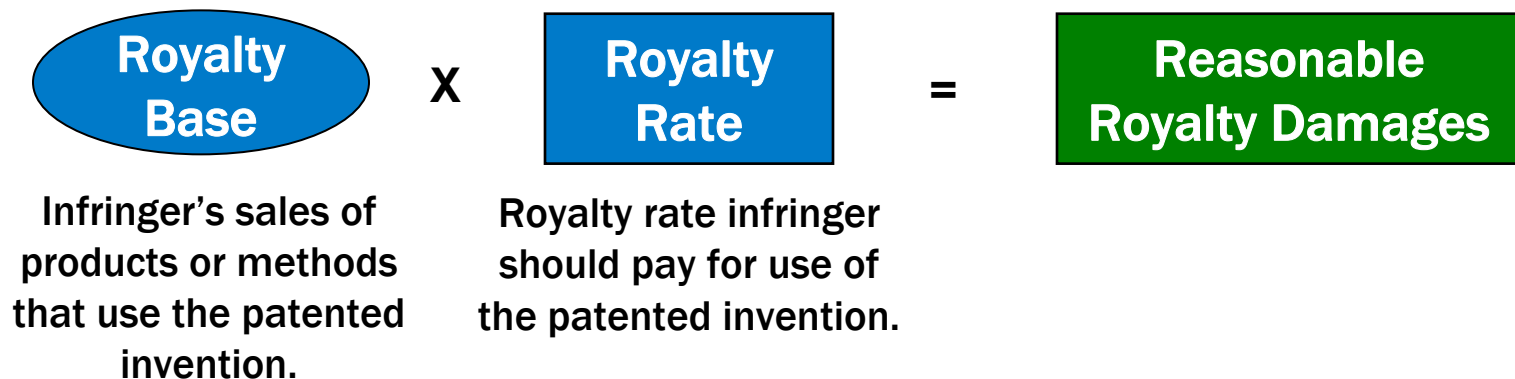 Royalty
Base
X
Royalty
Rate
=
Reasonable
Royalty Damages
Infringer’s sales of
products or methods
that use the patented
invention.
Royalty rate infringer
should pay for use of
the patented invention.